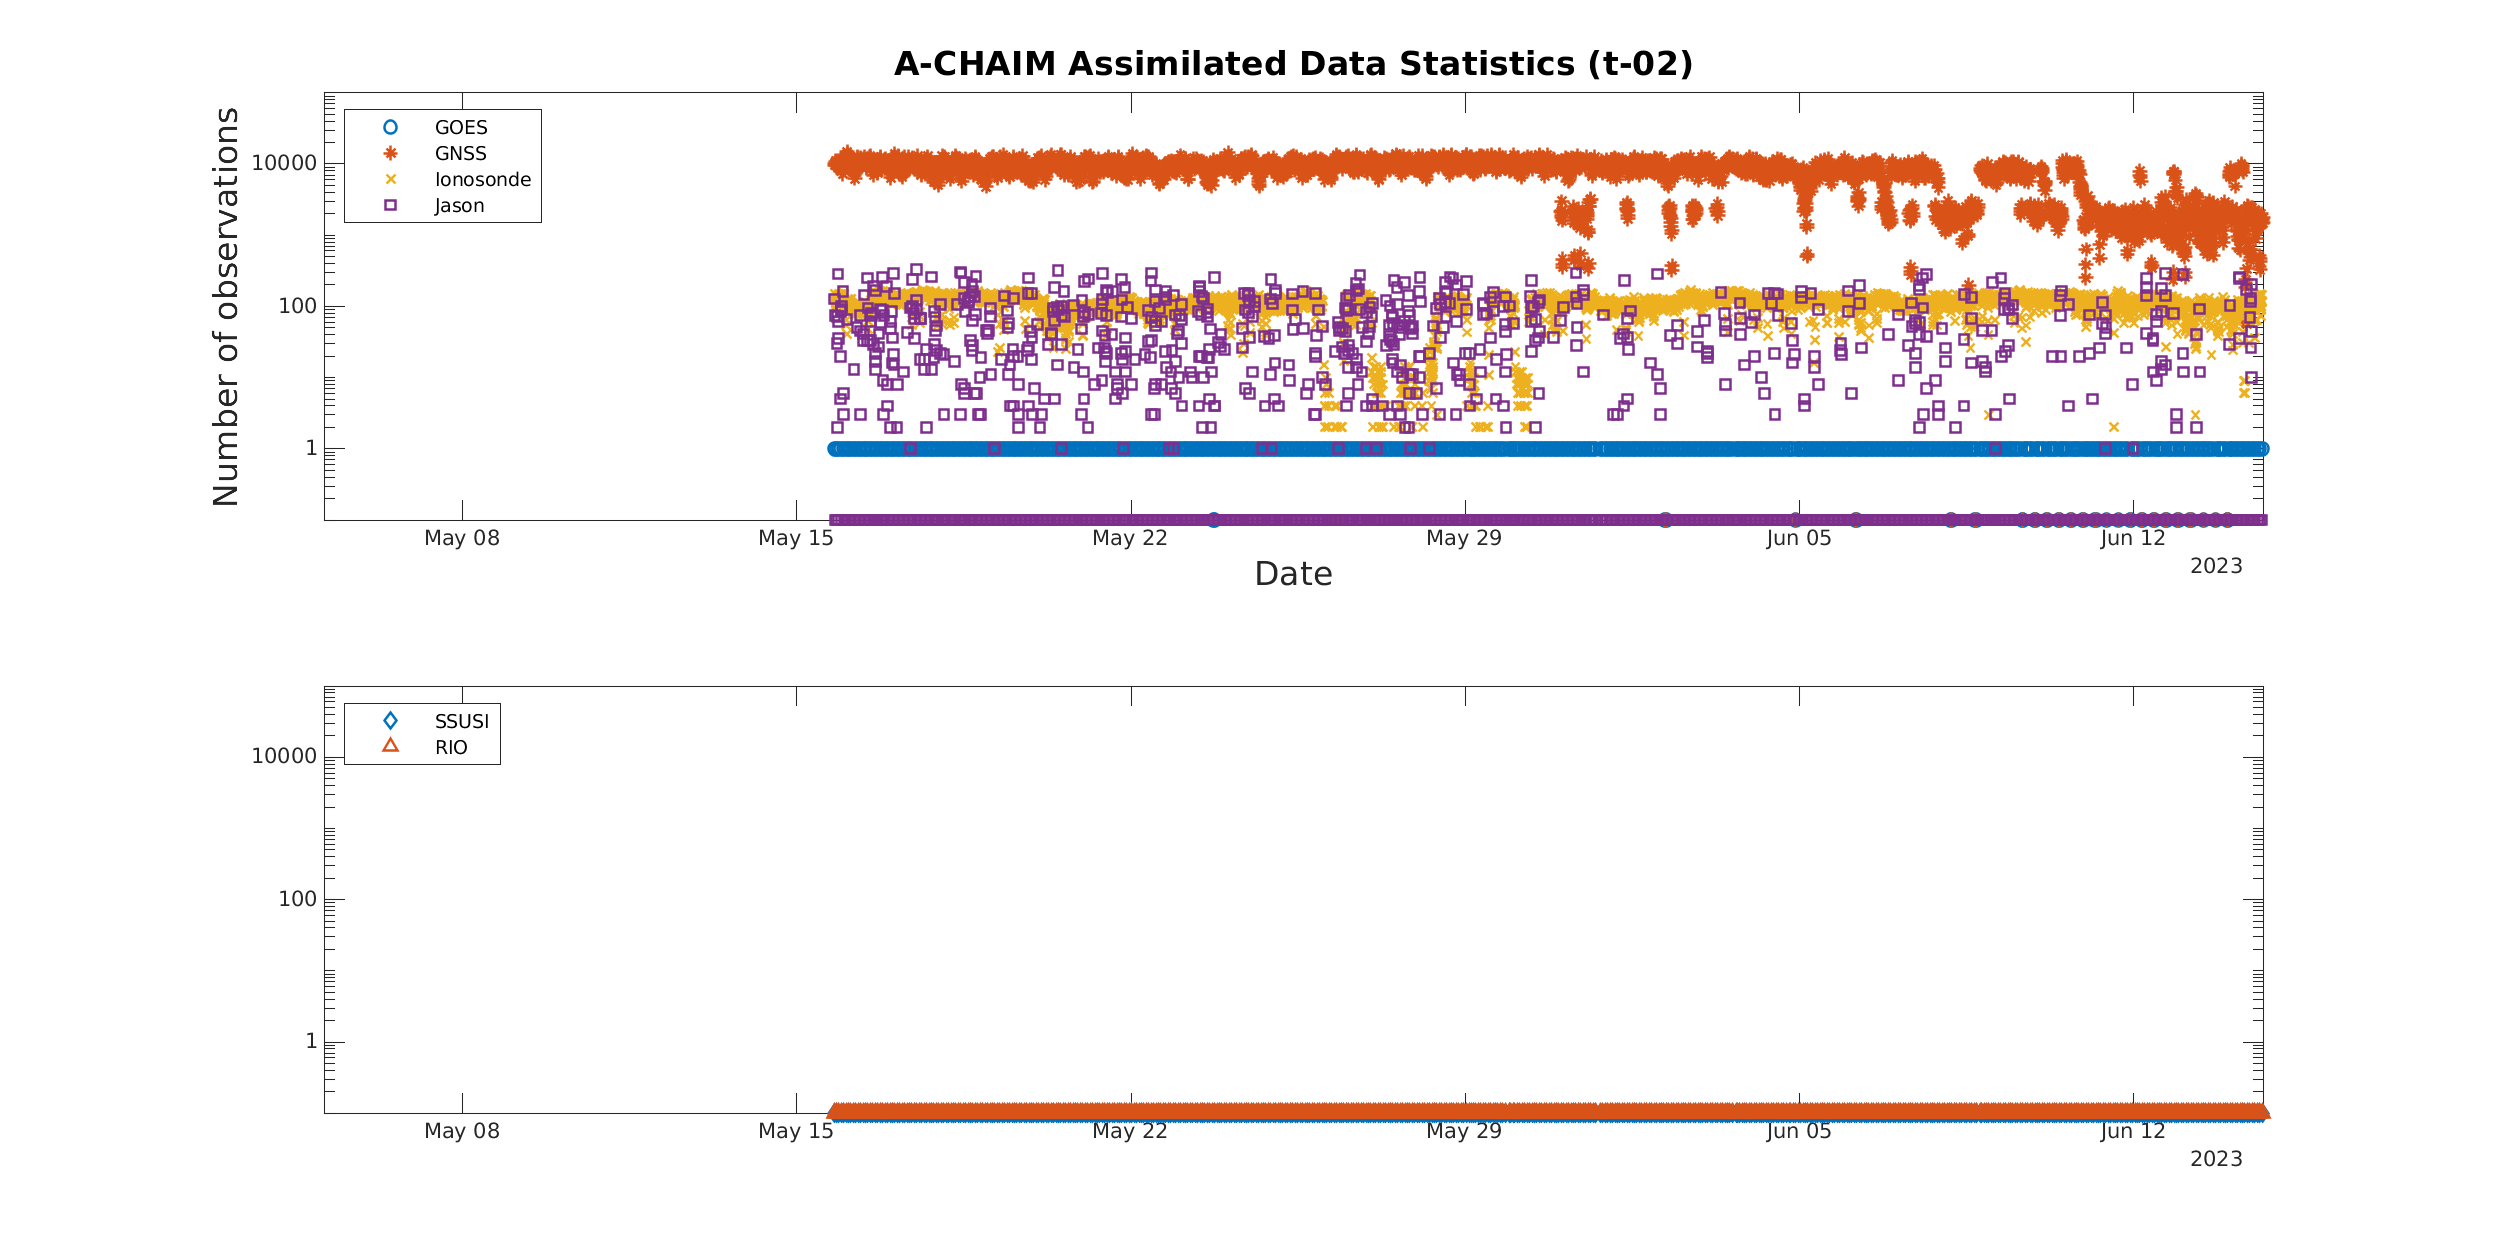 A-CHAIM Assimilated Data Statistics (t-02)
Number of observations
10000
100
1
GOES
GNSS
Ionosonde
Jason
May 08
May 15
May 22
May 29
Jun 05
Jun 12
2023
Date
10000
100
1
SSUSI
RIO
May 08
May 15
May 22
May 29
Jun 05
Jun 12
2023